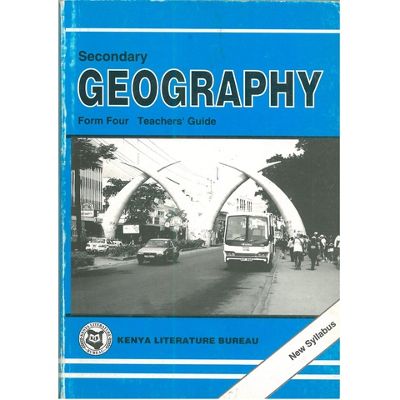 Secondary
GEOGRAPHY
Form Four Teachers' Guide
KENYA LITERATURE BUREAU
New Syllabus